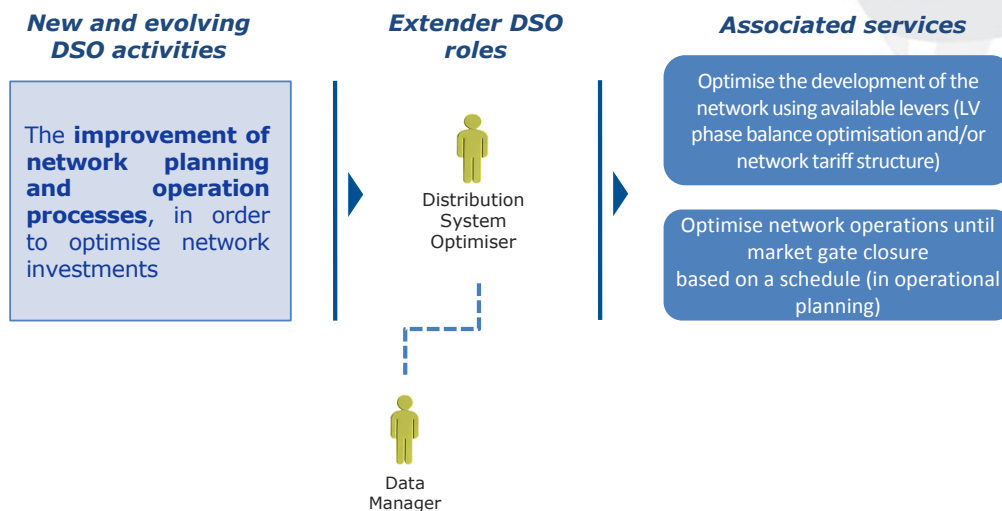 New and evolving
DSO activities
The improvement of
network planning
and operation
processes, in order
to optimise network
investments
Extender DSO
roles
Distribution
System
Optimiser
Data
Manager
Associated services
Optimise the development of the
network using available levers (LV
phase balance optimisation and/or
network tariff structure)
Optimise network operations until
market gate closure
based on a schedule (in operational
planning)